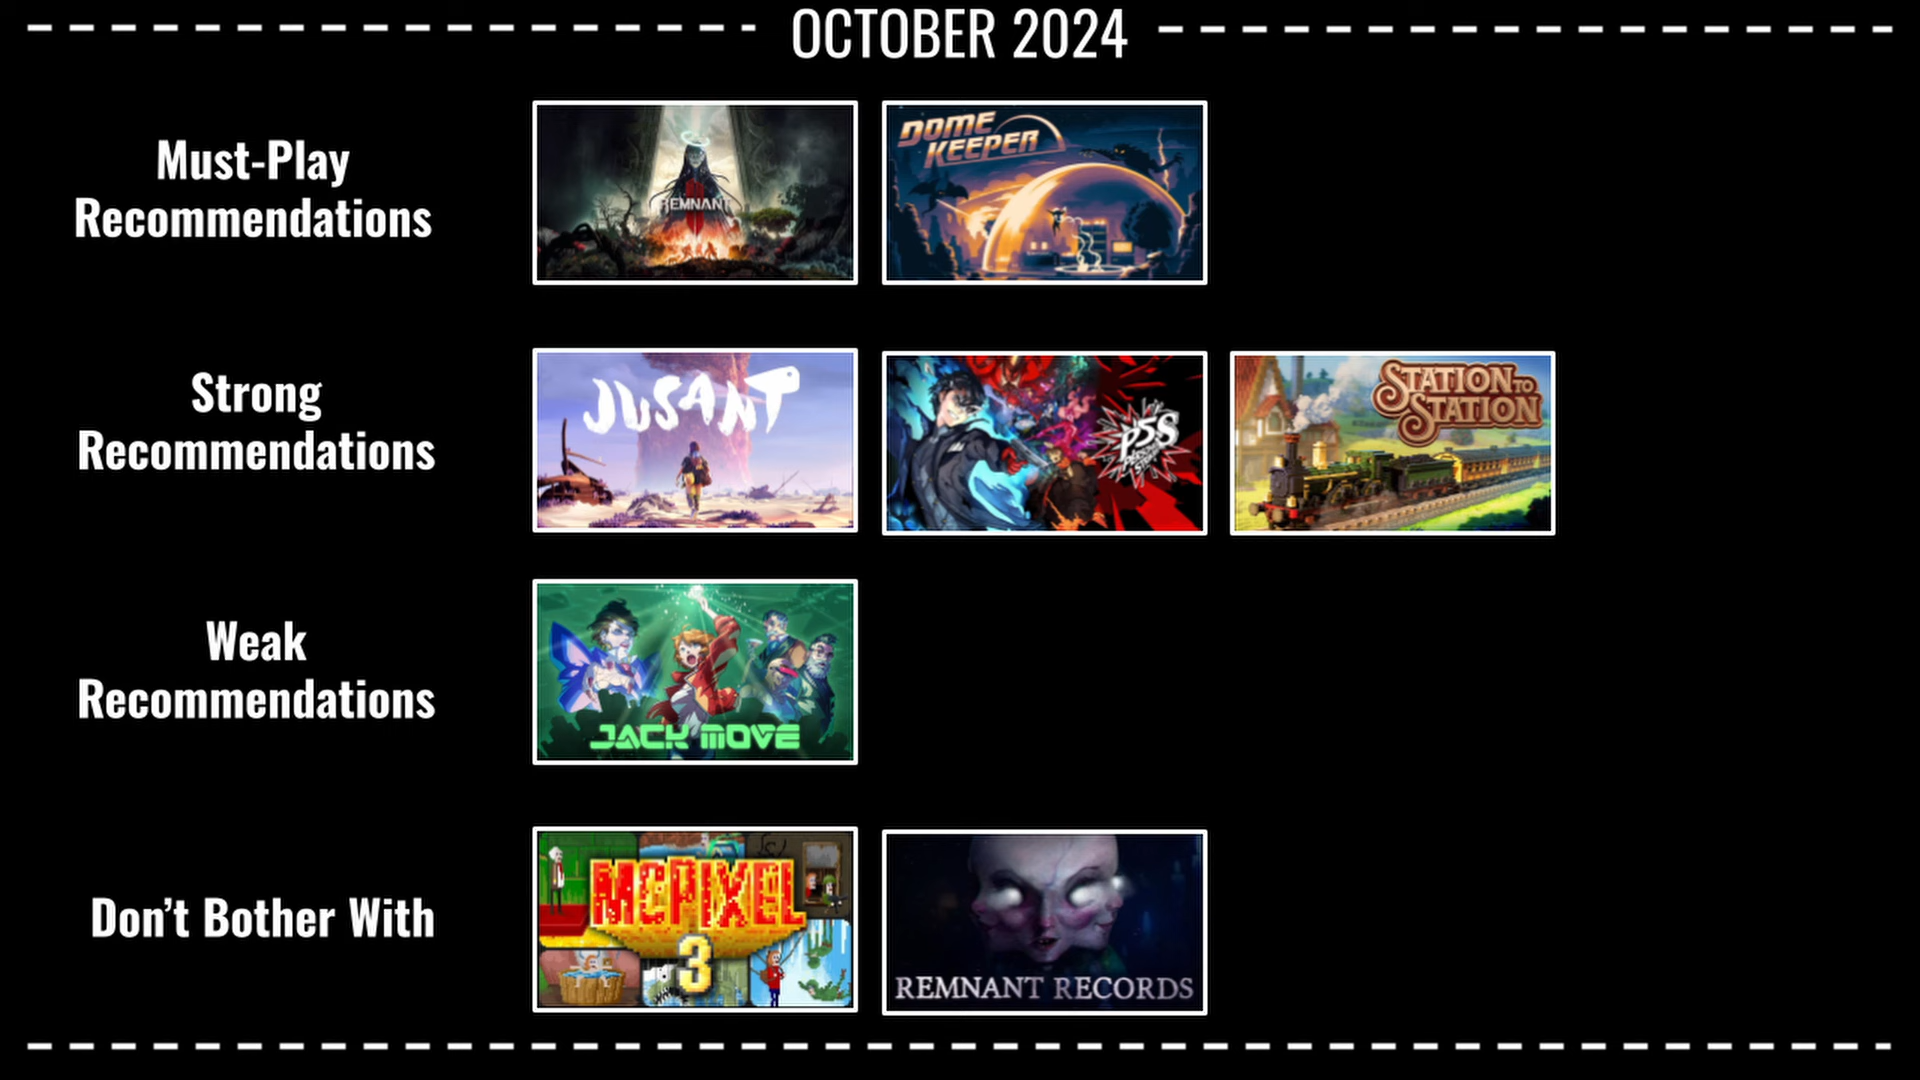 OCTOBER 2024
Must-Play
Recommendations
REMNANT
DOME
KEEPER
Strong
Recommendations
JUSANT
P5S
STATION TO
STATION
Weak
Recommendations
JACK MOVE
Don’t Bother With
MCPIXEL
3
REMNANT RECORDS